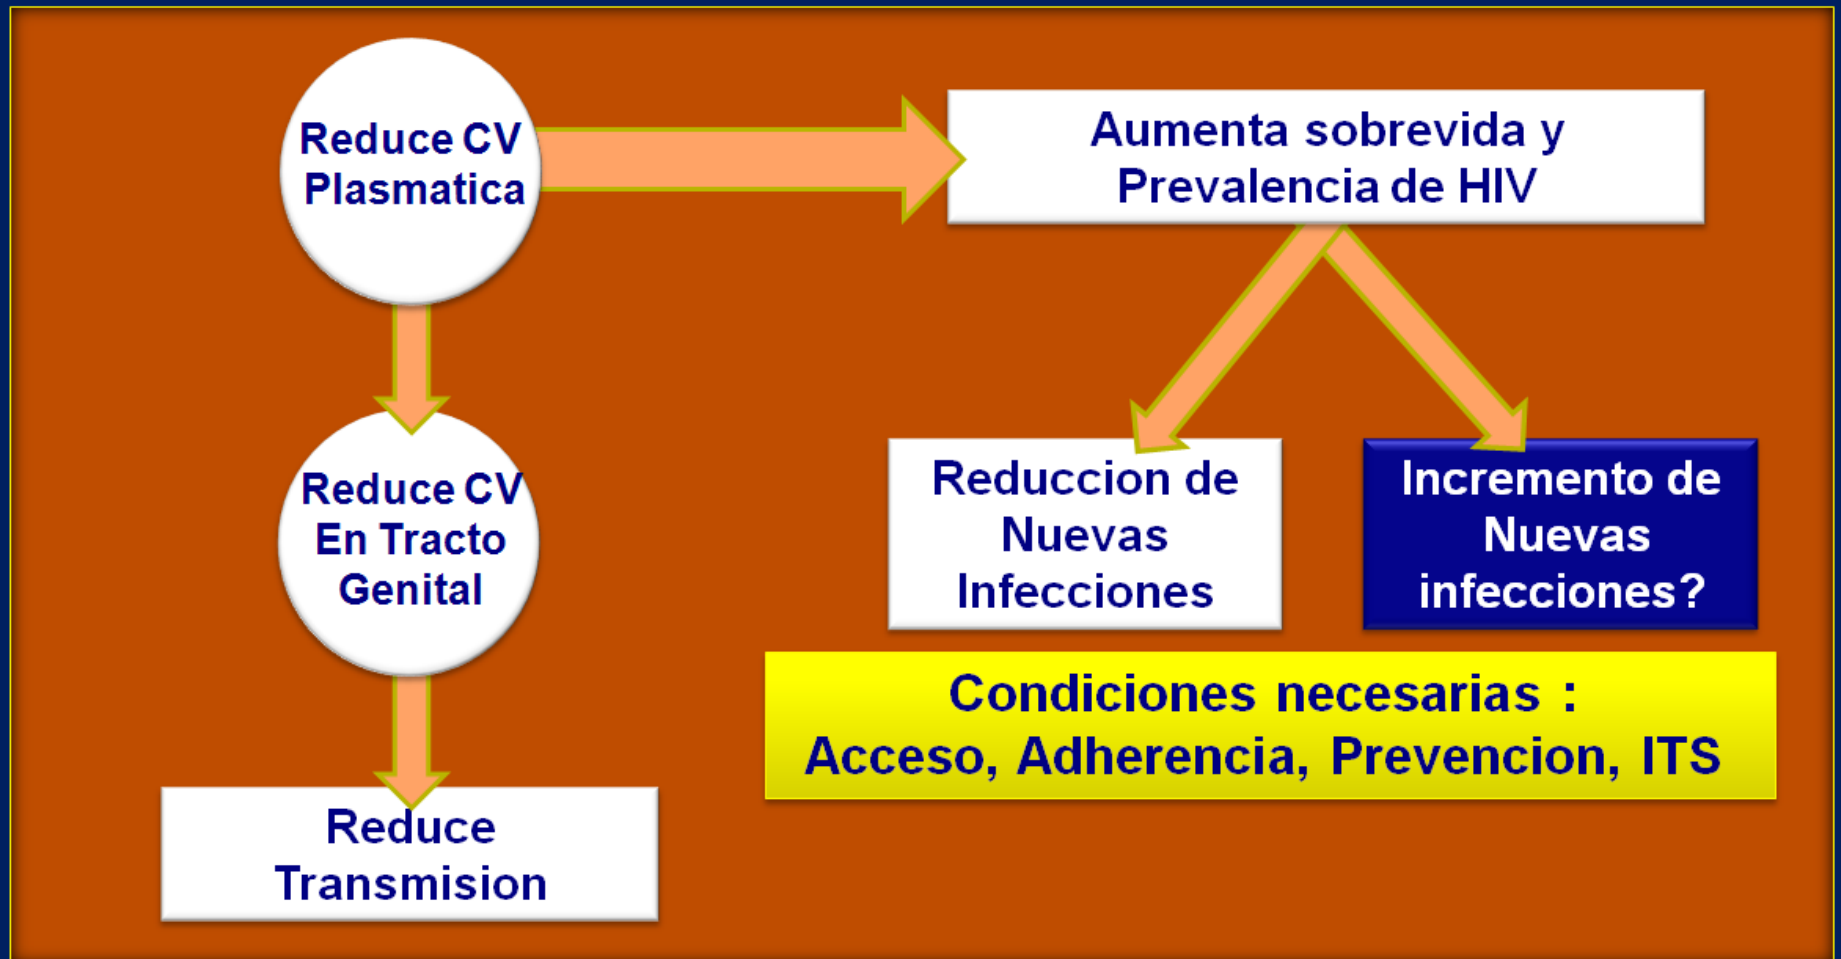 Reduce CV
Plasmatica
Aumenta sobrevida y
Prevalencia de HIV
Reduce CV
En Tracto
Genital
Reduccion de
Nuevas
Infecciones
Incremento de
Nuevas
infecciones?
Condiciones necesarias :
Acceso, Adherencia, Prevencion, ITS
Reduce
Transmision